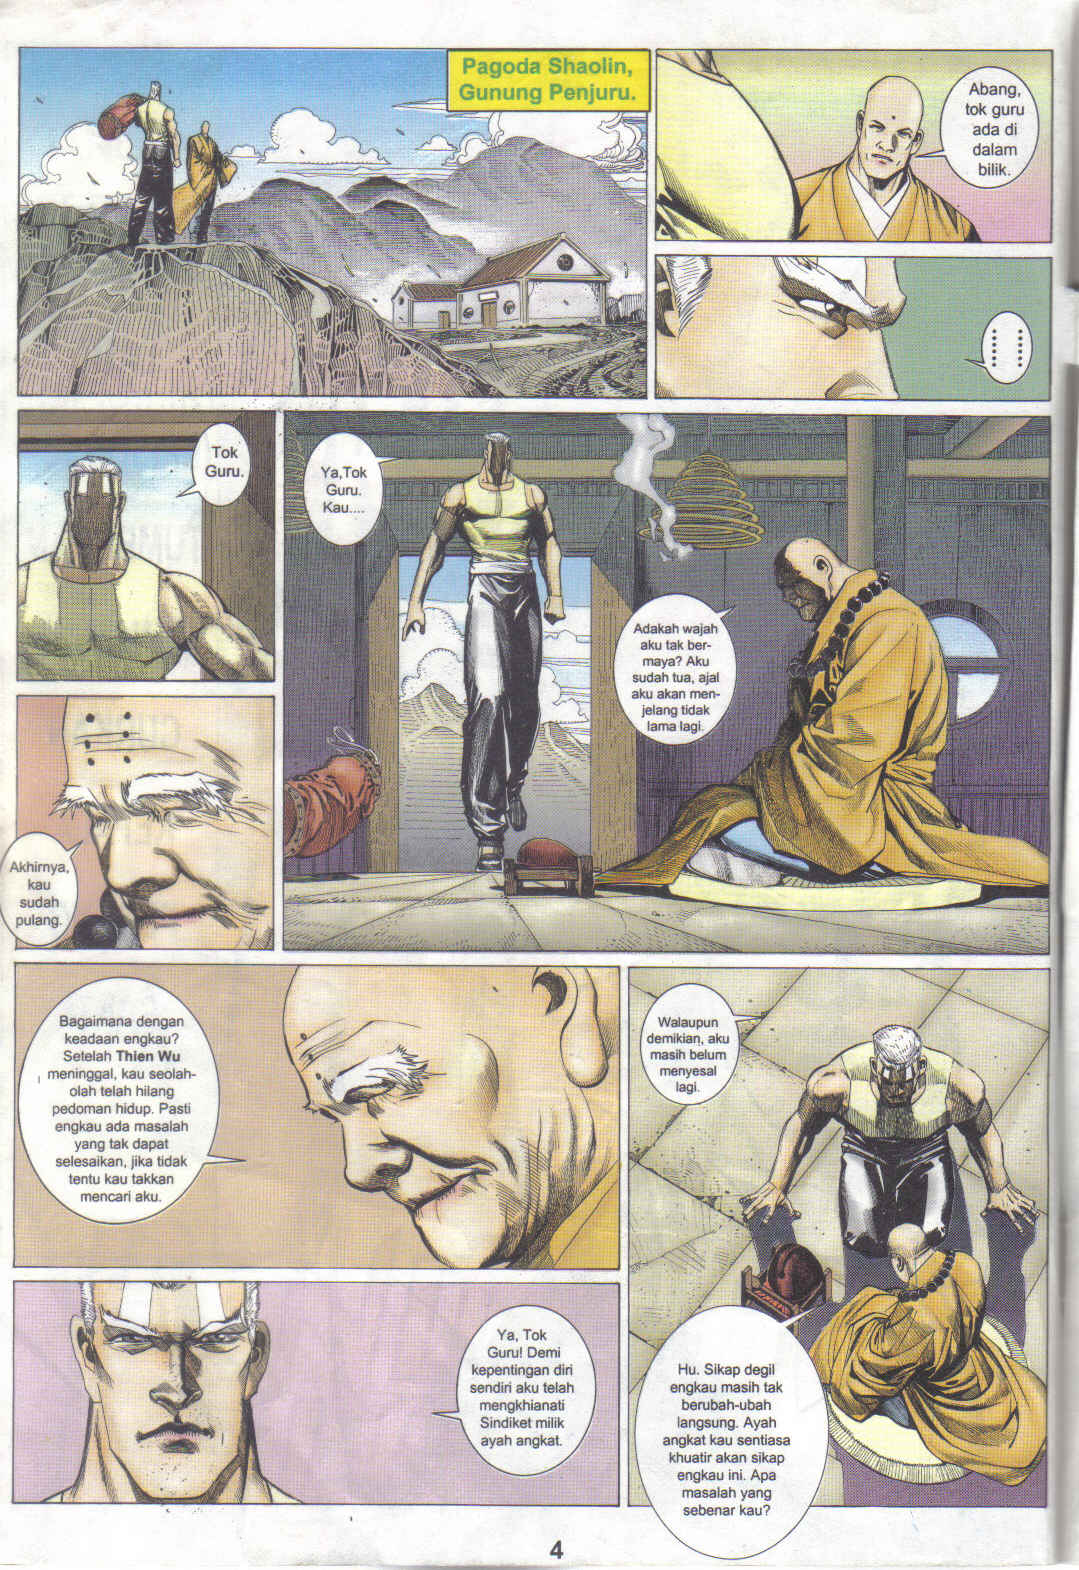 Pagoda Shaolin,
Gunung Penjuru.
Abang,
tok guru
ada di
dalam
bilik.
Tok
Guru.
Ya,Tok
Guru.
Kau....
Adakah wajah
aku tak ber-
maya? Aku
sudah tua, ajal
aku akan men-
jelang tidak
lama lagi.
Akhirnya,
kau
sudah
pulang.
Bagaimana dengan
keadaan engkau?
Setelah Thien Wu
meninggal, kau seolah-
olah telah hilang
pedoman hidup. Pasti
engkau ada masalah
yang tak dapat
selesaikan, jika tidak
tentu kau takkan
mencari aku.
Ya, Tok
Guru! Demi
kepentingan diri
sendiri aku telah
mengkhianati
Sindiket milik
ayah angkat.
Walaupun
demikian, aku
masih belum
menyesal
lagi.
Hu. Sikap degil
engkau masih tak
berubah-ubah
langsung. Ayah
angkat kau sentiasa
khuatir akan sikap
engkau ini. Apa
masalah yang
sebenar kau?
4